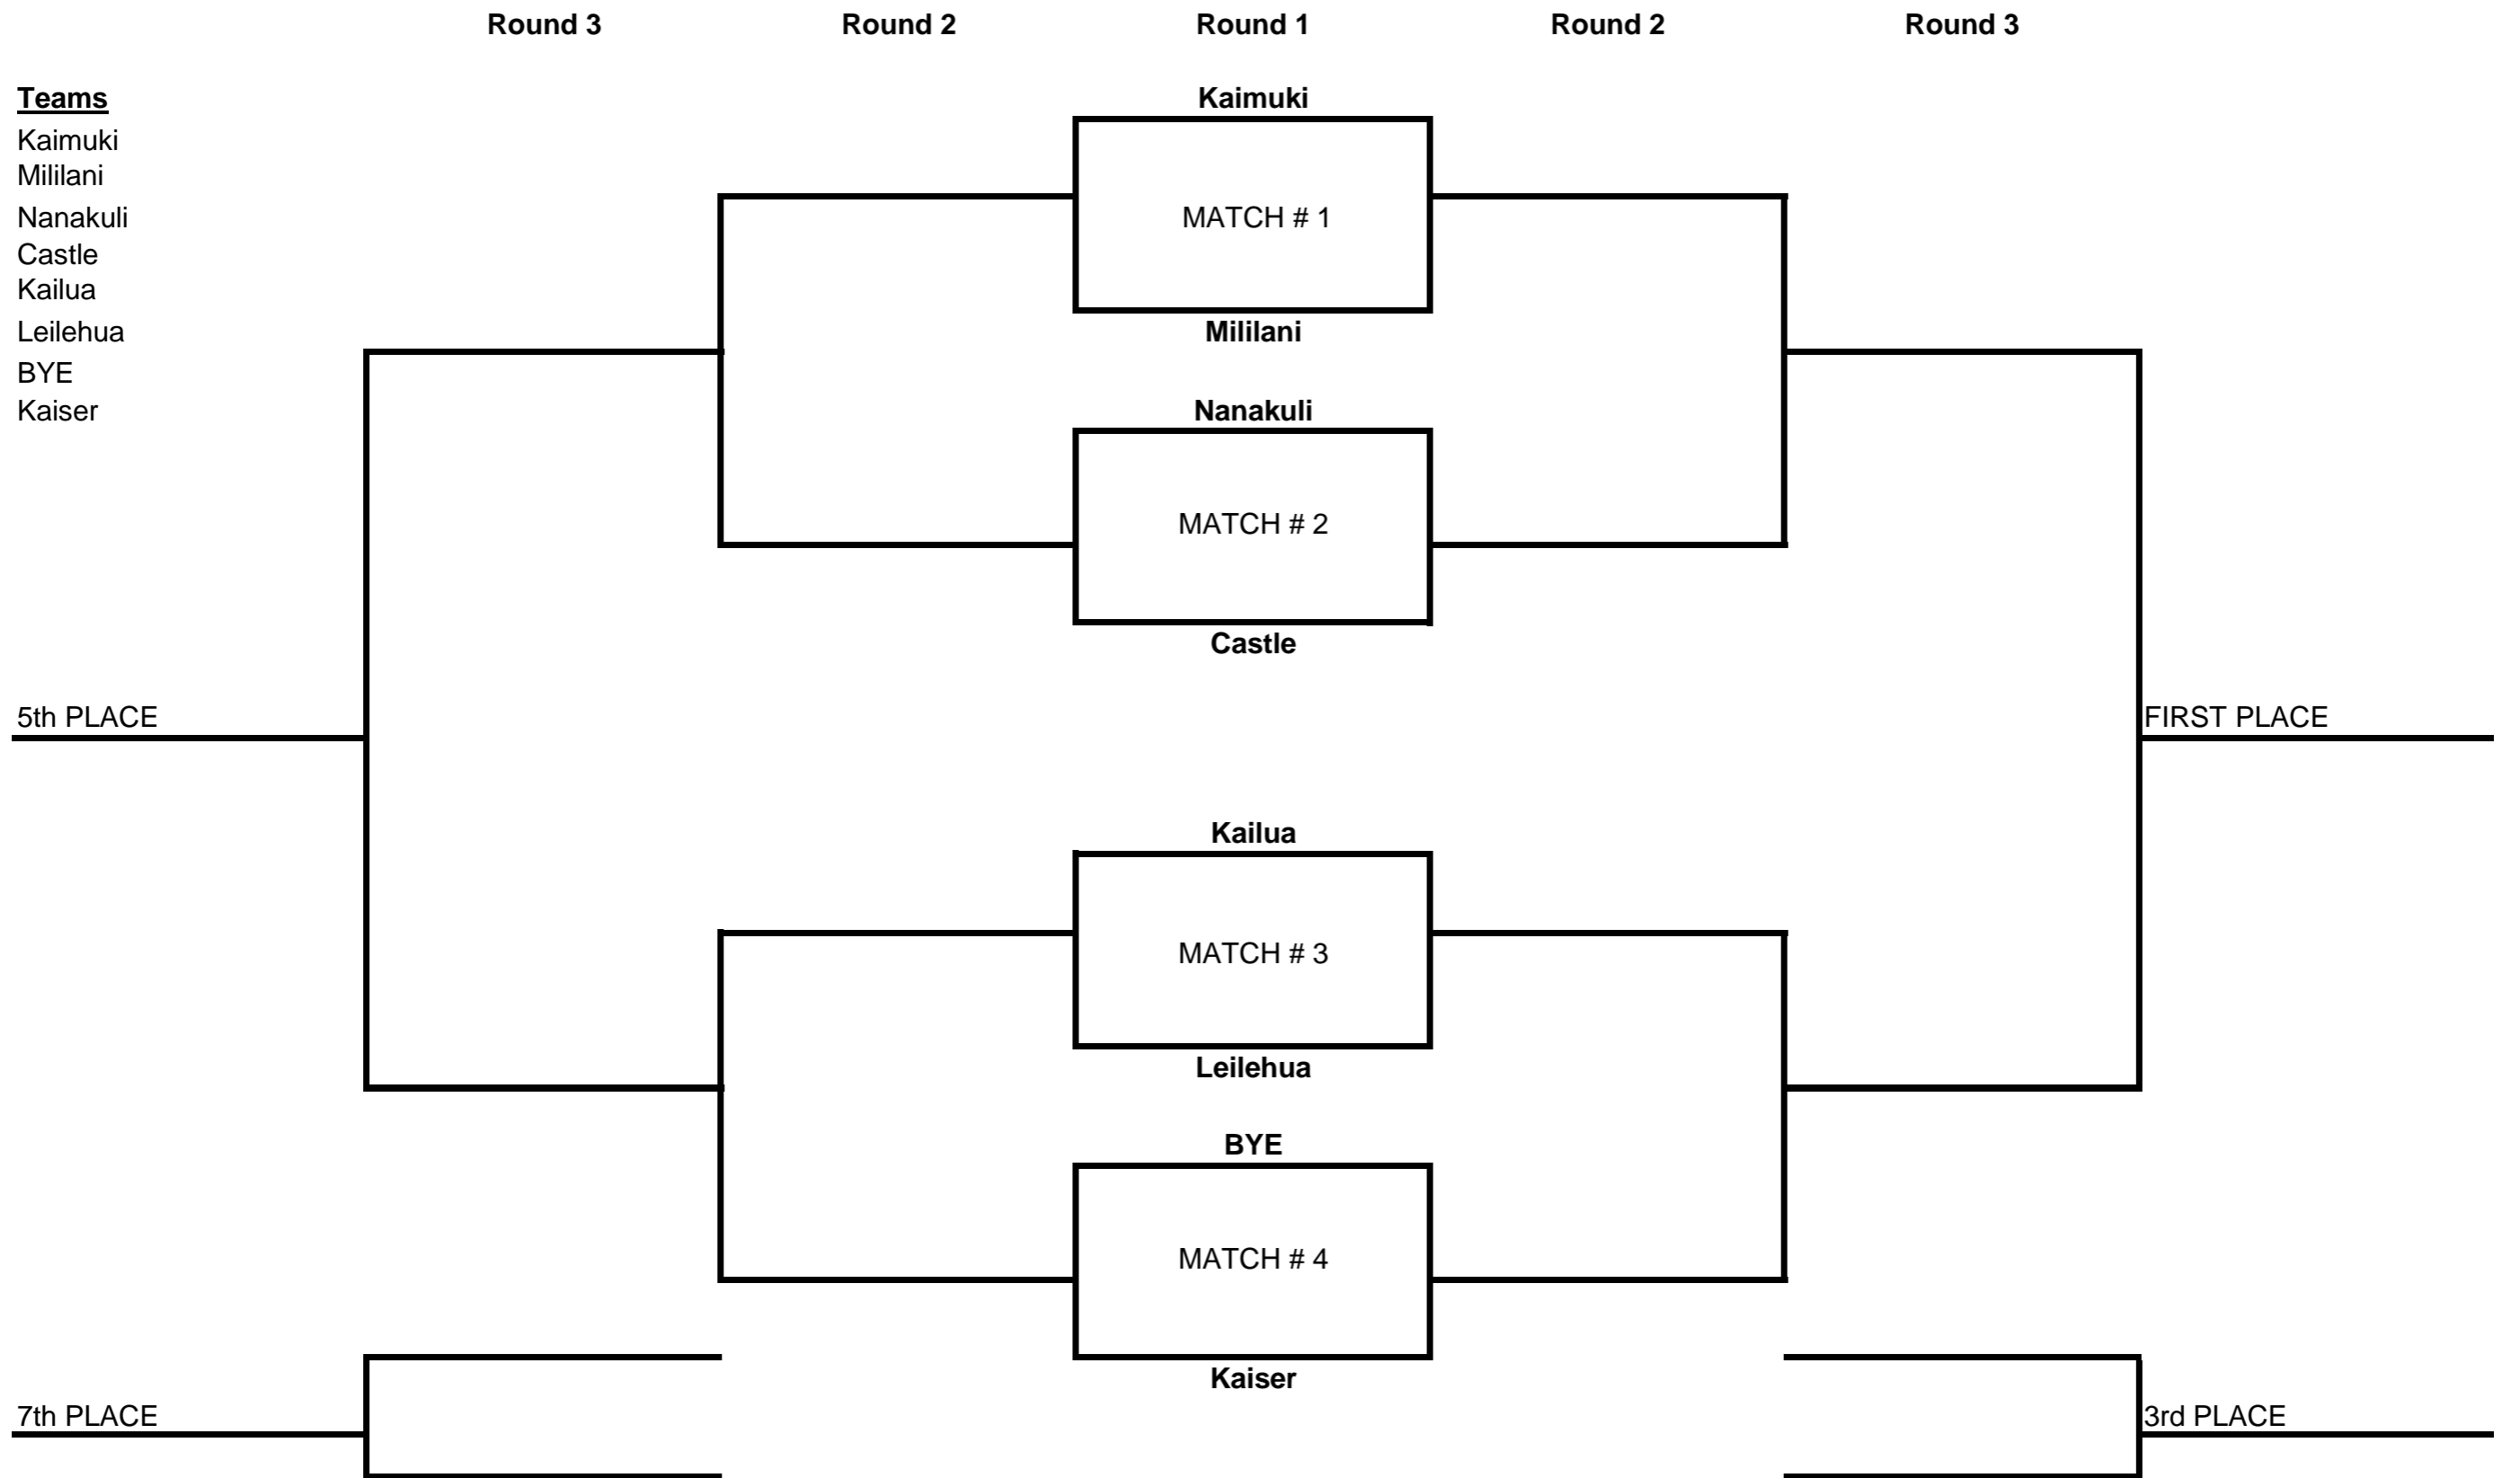 Round 3 Round 2 Round 1 Round 2 Round 3
Teams
Kaimuki
Mililani
Nanakuli
Castle
Kailua
Leilehua
BYE
Kaiser
Kaimuki
MATCH # 1
Mililani
Nanakuli
MATCH # 2
Castle
5th PLACE
FIRST PLACE
Kailua
MATCH # 3
Leilehua
BYE
MATCH # 4
Kaiser
7th PLACE
3rd PLACE